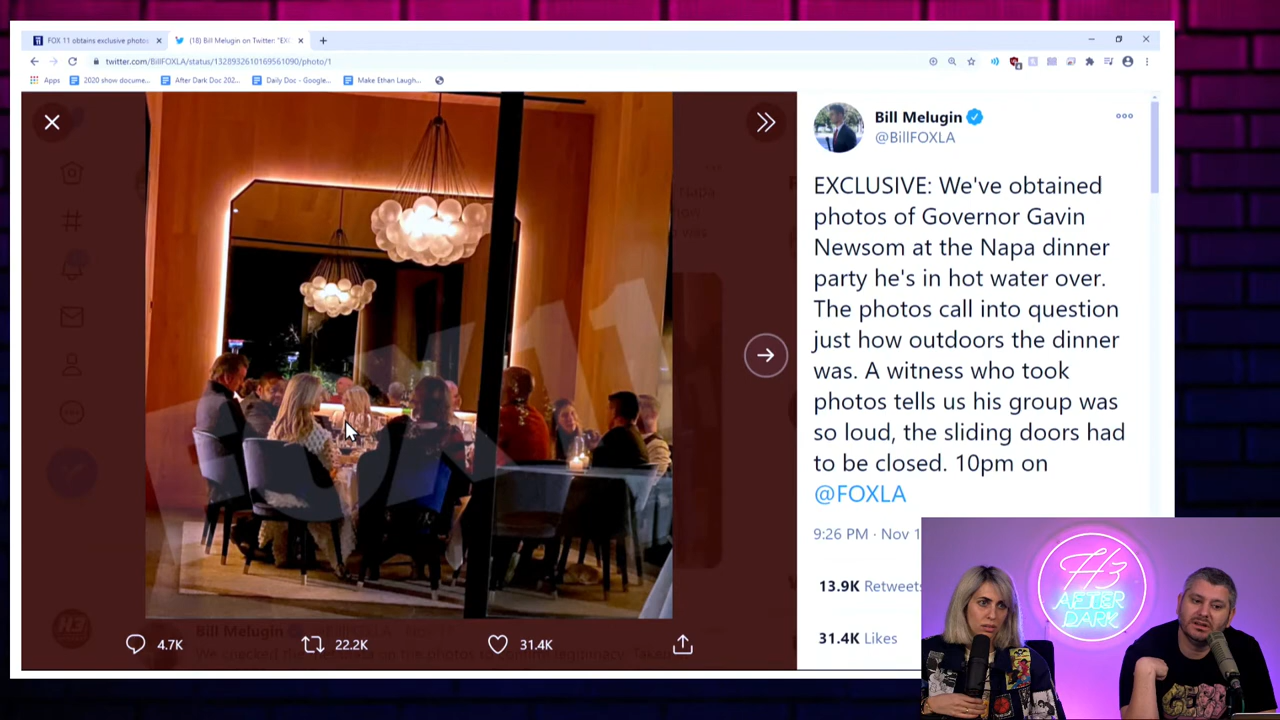 FOX 11 obtains exclusive photos
(18) Bill Melugin on Twitter: "EXC
twitter.com/BillFOXLA/status/1328932610169561090/photo/1
Apps
2020 show docume...
After Dark Doc 202...
Daily Doc - Google...
Make Ethan Laugh...
Bill Melugin
@BillFOXLA
EXCLUSIVE: We've obtained
photos of Governor Gavin
Newsom at the Napa dinner
party he's in hot water over.
The photos call into question
just how outdoors the dinner
was. A witness who took
photos tells us his group was
so loud, the sliding doors had
to be closed. 10pm on
@FOXLA
9:26 PM · Nov 1
13.9K Retweets
31.4K Likes
FOX 11
4.7K
22.2K
31.4K
Bill Melugin
H3
AFTER
DARK